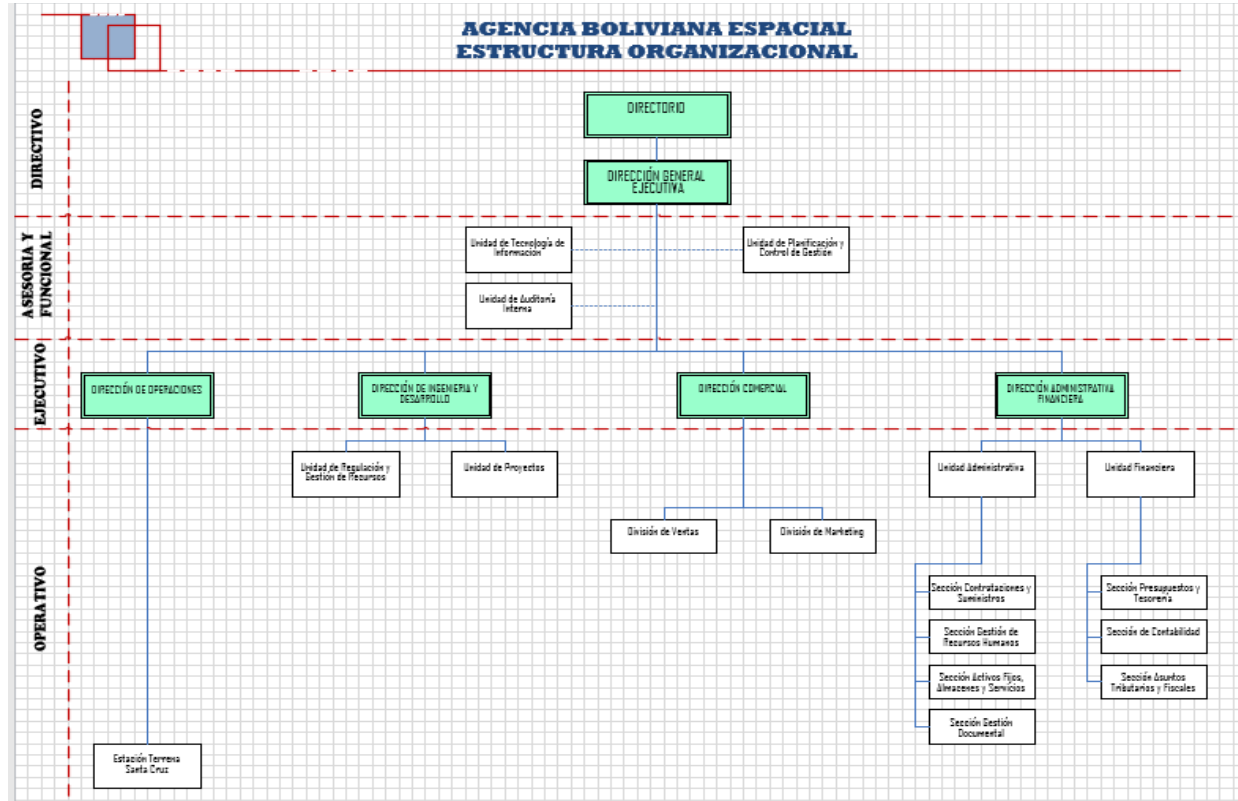 AGENCIA BOLIVIANA ESPACIAL
ESTRUCTURA ORGANIZACIONAL
DIRECTIVO
DIRECTORIO
DIRECCIÓN GENERAL
EJECUTIVA
ASESORIA Y
FUNCIONAL
Unidad de Tecnología de
Información
Unidad de Planificación y
Control de Gestión
Unidad de Auditoría
Interna
EJECUTIVO
DIRECCIÓN DE OPERACIONES
DIRECCIÓN DE INGENIERIA Y
DESARROLLO
DIRECCIÓN COMERCIAL
DIRECCIÓN ADMINISTRATIVA
FINANCIERA
OPERATIVO
Unidad de Regulación y
Gestión de Recursos
Unidad de Proyectos
Unidad Administrativa
Unidad Financiera
División de Ventas
División de Marketing
Sección Contrataciones y
Suministros
Sección Presupuestos y
Tesorería
Sección Gestión de
Recursos Humanos
Sección de Contabilidad
Sección Activos Fijos,
Almacenes y Servicios
Sección Asuntos
Tributarios y Fiscales
Sección Gestión
Documental
Estación Terrena
Santa Cruz